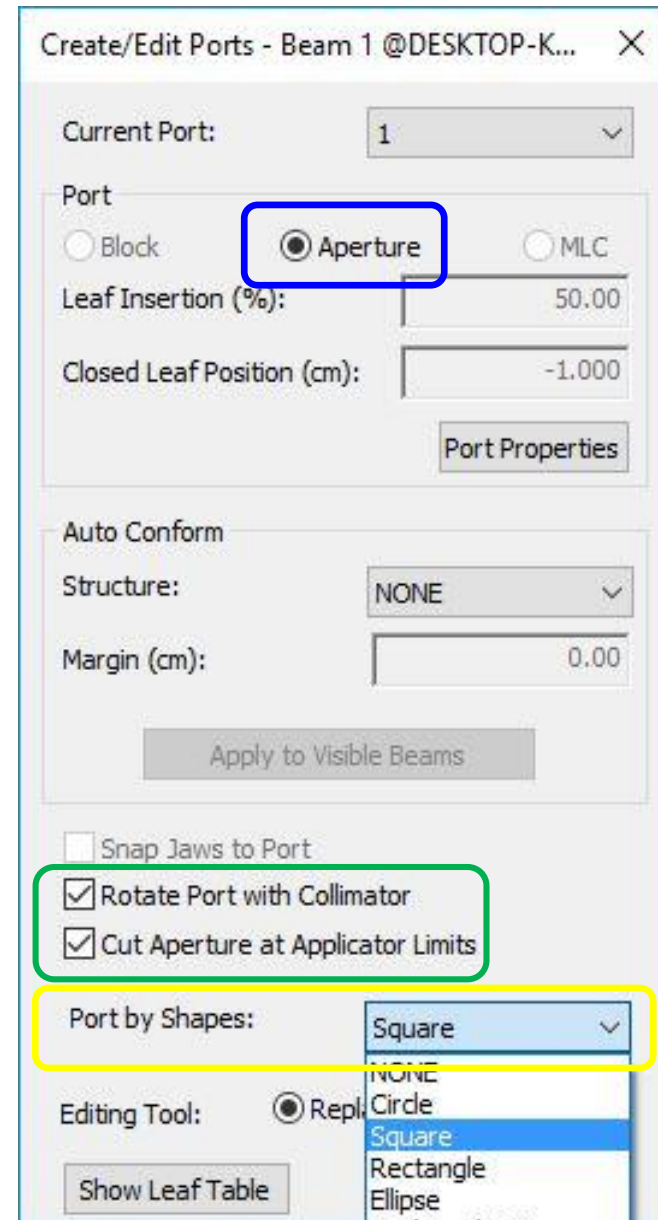 Create/Edit Ports - Beam 1 @DESKTOP-K...
Current Port: 1
Port
Block Aperture MLC
Leaf Insertion (%): 50.00
Closed Leaf Position (cm): -1.000
Port Properties
Auto Conform
Structure: NONE
Margin (cm): 0.00
Apply to Visible Beams
Snap Jaws to Port
Rotate Port with Collimator
Cut Aperture at Applicator Limits
Port by Shapes: Square
NONE
Editing Tool: Repl Circle
Square
Rectangle
Show Leaf Table Ellipse